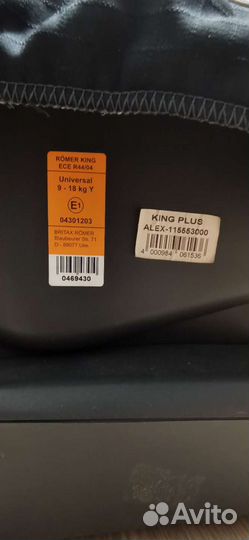 RÖMER KING
ECE R44/04
Universal
9 - 18 kg Y
E1
04301203
BRITAX RÖMER
Blaubeurer Str. 71
D - 89077 Ulm
0469430
KING PLUS
ALEX-115553000
4 000984 061536
Avito